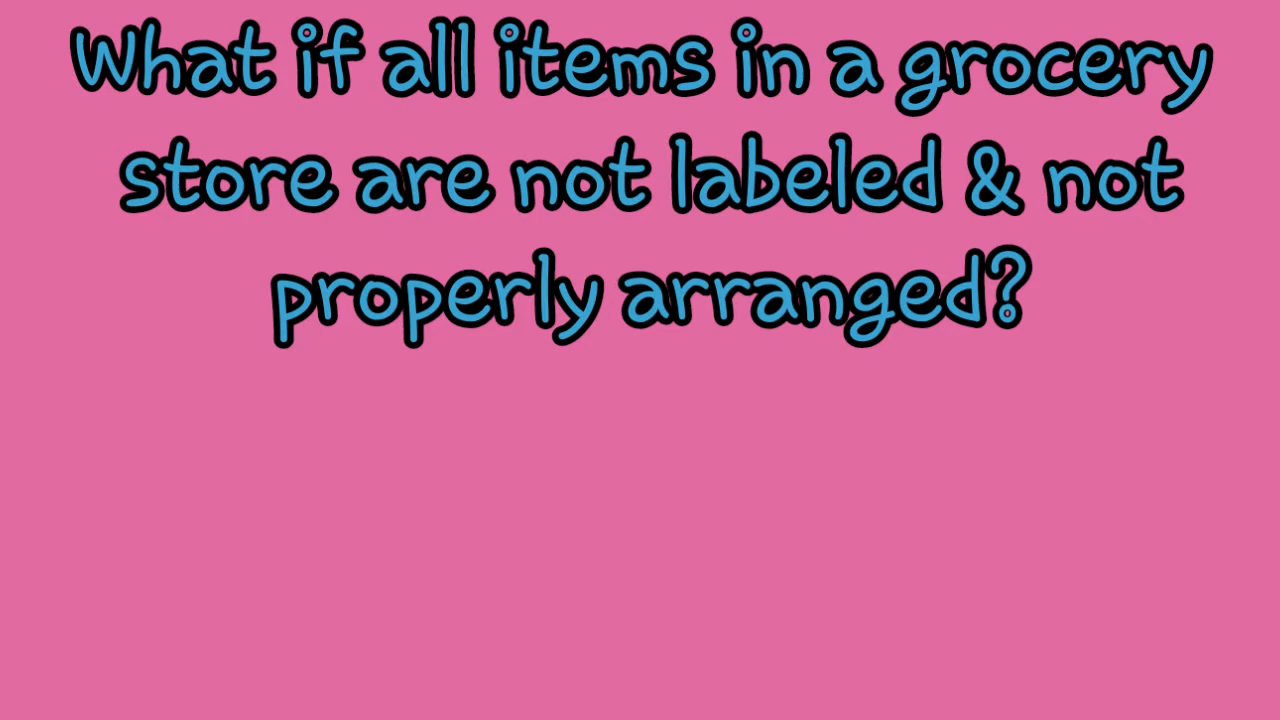 What if all items in a grocery
store are not labeled & not
properly arranged?